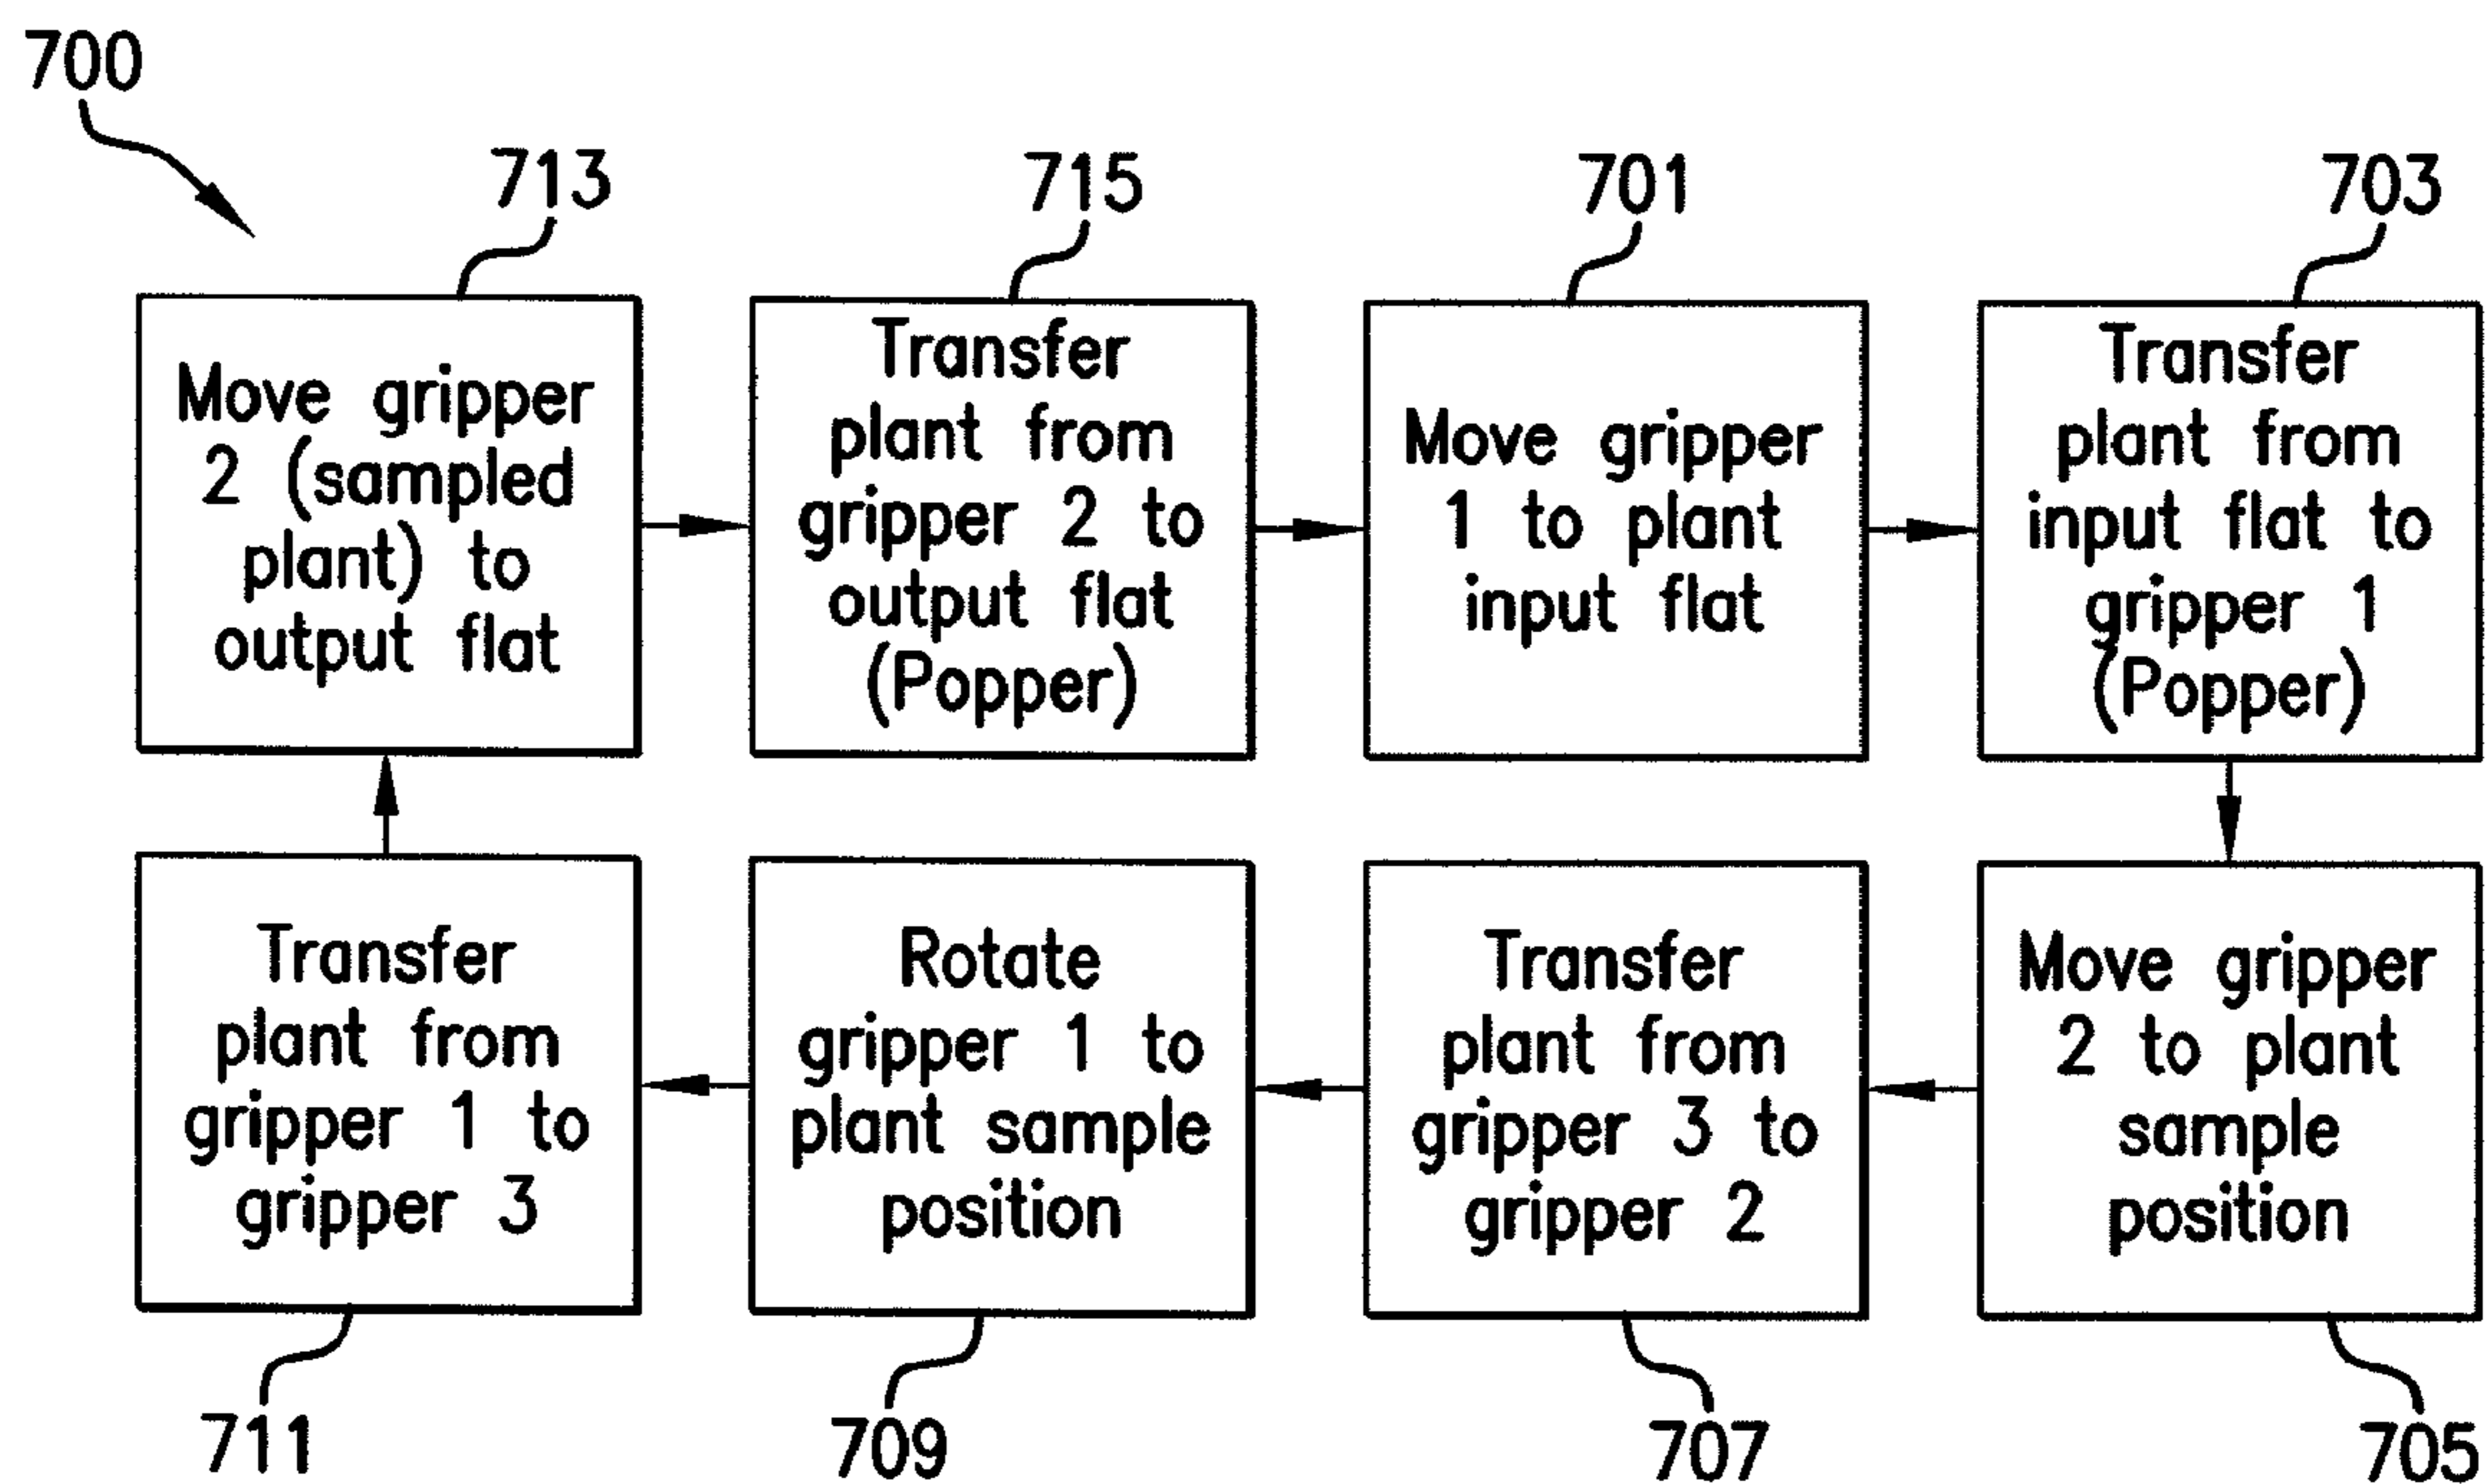 700
713
715
701
703
Move gripper
2 (sampled
plant) to
output flat
Transfer
plant from
gripper 2 to
output flat
(Popper)
Move gripper
1 to plant
input flat
Transfer
plant from
input flat to
gripper 1
(Popper)
Transfer
plant from
gripper 1 to
gripper 3
Rotate
gripper 1 to
plant sample
position
Transfer
plant from
gripper 3 to
gripper 2
Move gripper
2 to plant
sample
position
711
709
707
705